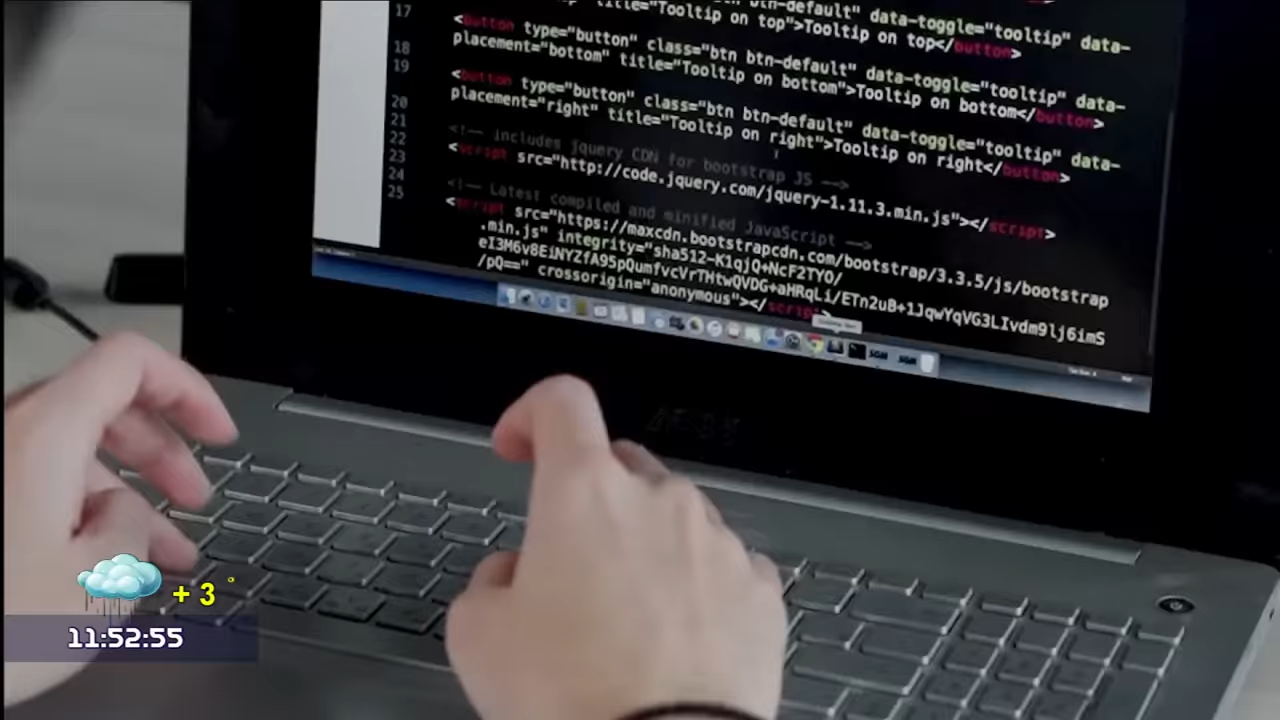 17
title="Tooltip on top">Tooltip on top</button>
18
<button type="button" class="btn btn-default" data-toggle="tooltip" data-
placement="bottom" title="Tooltip on bottom">Tooltip on bottom</button>
19
<button type="button" class="btn btn-default" data-toggle="tooltip" data-
placement="right" title="Tooltip on right">Tooltip on right</button>
20
21
22
<!-- includes jquery CDN for bootstrap JS -->
23
<script src="http://code.jquery.com/jquery-1.11.3.min.js"></script>
24
<!-- Latest compiled and minified JavaScript -->
25
<script src="https://maxcdn.bootstrapcdn.com/bootstrap/3.3.5/js/bootstrap
.min.js" integrity="sha512-K1qjQ+NcF2TYO/
eI3M6v8EiNYZfA95pQumfvcVrTHtwQVDG+aHRqLi/ETn2uB+1JqwYqVG3LIvdm9lj6imS
/pQ==" crossorigin="anonymous"></script>
+ 3 °
11:52:55